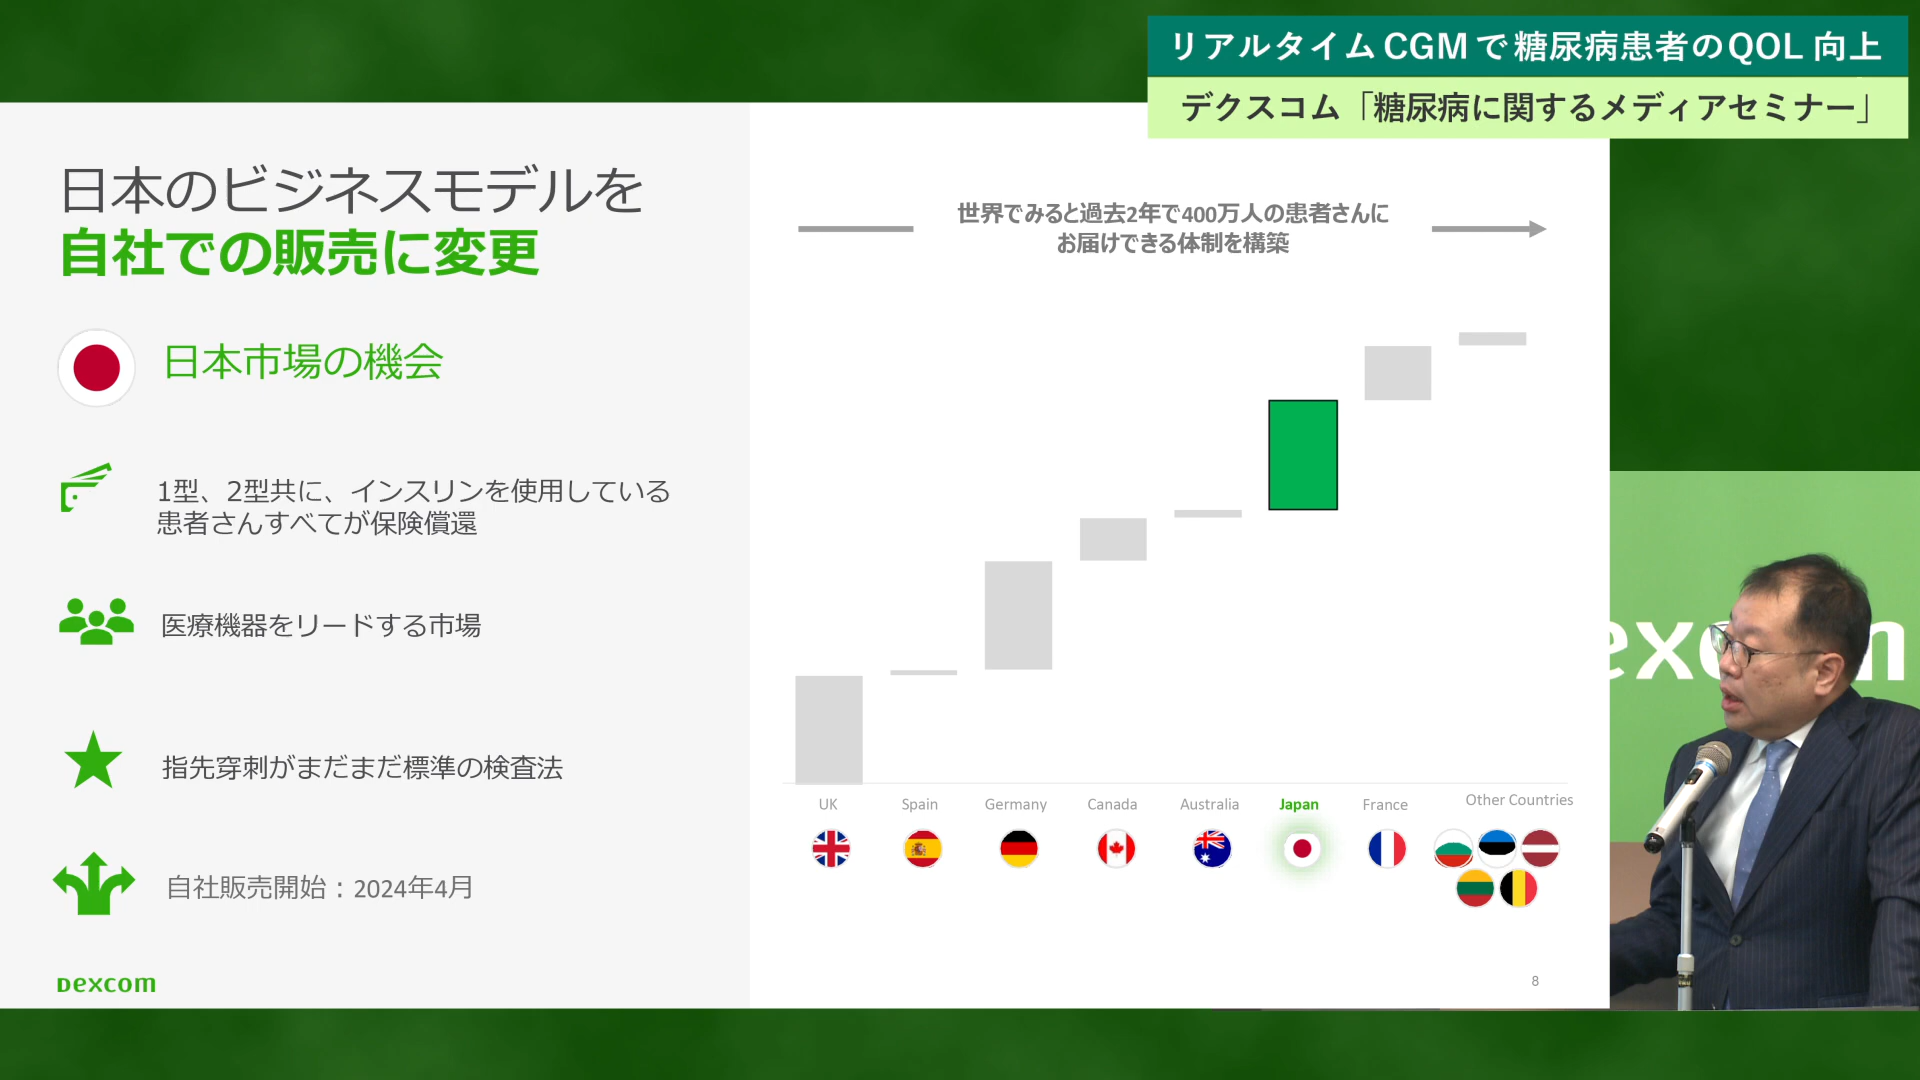 リアルタイムCGMで糖尿病患者のQOL向上
デクスコム「糖尿病に関するメディアセミナー」
日本のビジネスモデルを
自社での販売に変更
日本市場の機会
1型、2型共に、インスリンを使用している
患者さんすべてが保険償還
医療機器をリードする市場
指先穿刺がまだまだ標準の検査法
自社販売開始：2024年4月
Dexcom
世界でみると過去2年で400万人の患者さんに
お届けできる体制を構築
UK
Spain
Germany
Canada
Australia
Japan
France
Other Countries
8